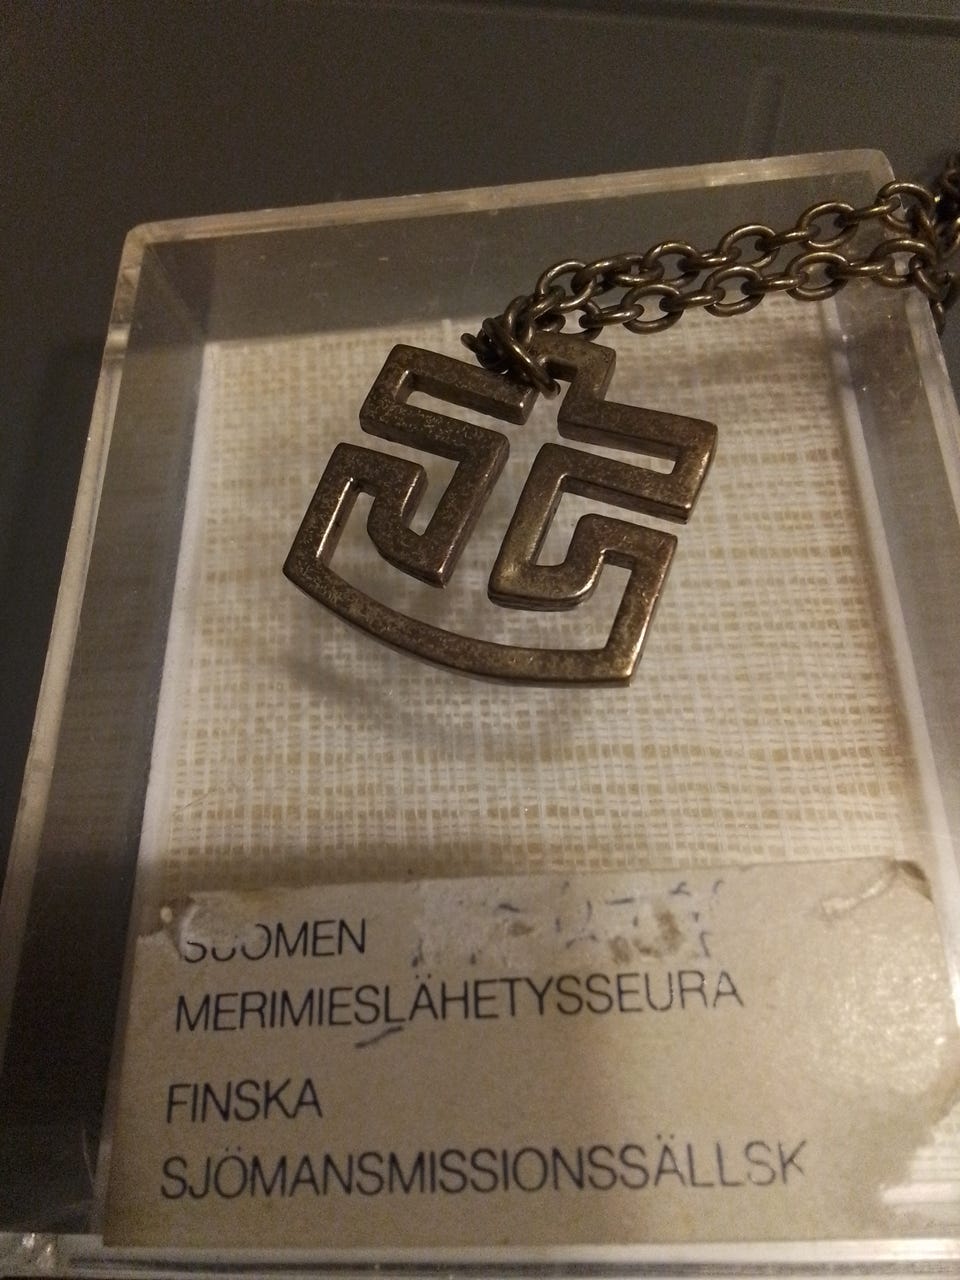 SUOMEN
MERIMIESLÄHETYSSEURA
FINSKA
SJÖMANSMISSIONSSÄLLSK